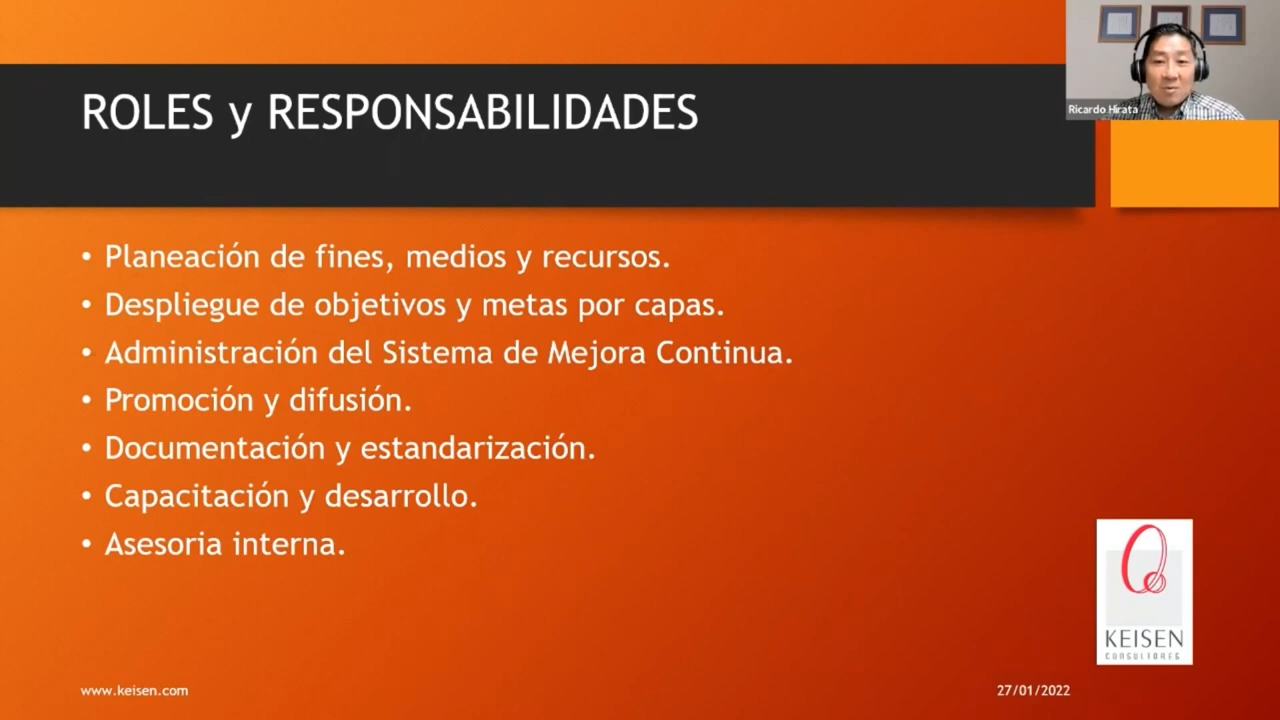 Ricardo Hirata
ROLES y RESPONSABILIDADES
• Planeación de fines, medios y recursos.
• Despliegue de objetivos y metas por capas.
• Administración del Sistema de Mejora Continua.
• Promoción y difusión.
• Documentación y estandarización.
• Capacitación y desarrollo.
• Asesoria interna.
KEISEN
CONSULTORES
www.keisen.com
27/01/2022